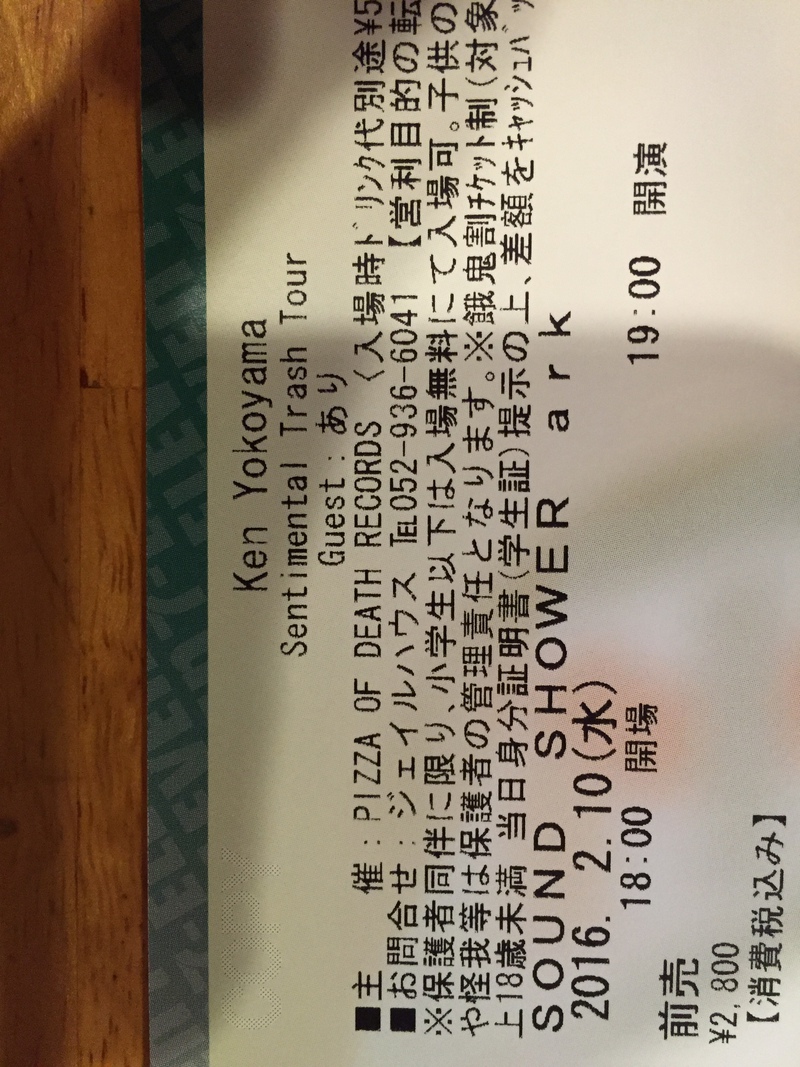 Ken Yokoyama
Sentimental Trash Tour
Guest：あり
■主　催：PIZZA OF DEATH RECORDS 〈入場時ﾄﾞﾘﾝｸ代別途¥5
■お問合せ：ジェイルハウス ℡052-936-6041 【営利目的の転
※保護者同伴に限り、小学生以下は入場無料にて入場可。子供の
や怪我等は保護者の管理責任となります。※餓鬼割ﾁｹｯﾄ制(対象
上18歳未満 当日身分証明書(学生証)提示の上、差額をｷｬｯｼｭﾊﾞｯ
SOUND SHOWER ark
2016. 2.10(水)
18:00 開場 19:00 開演
前売
¥2,800
【消費税込み】